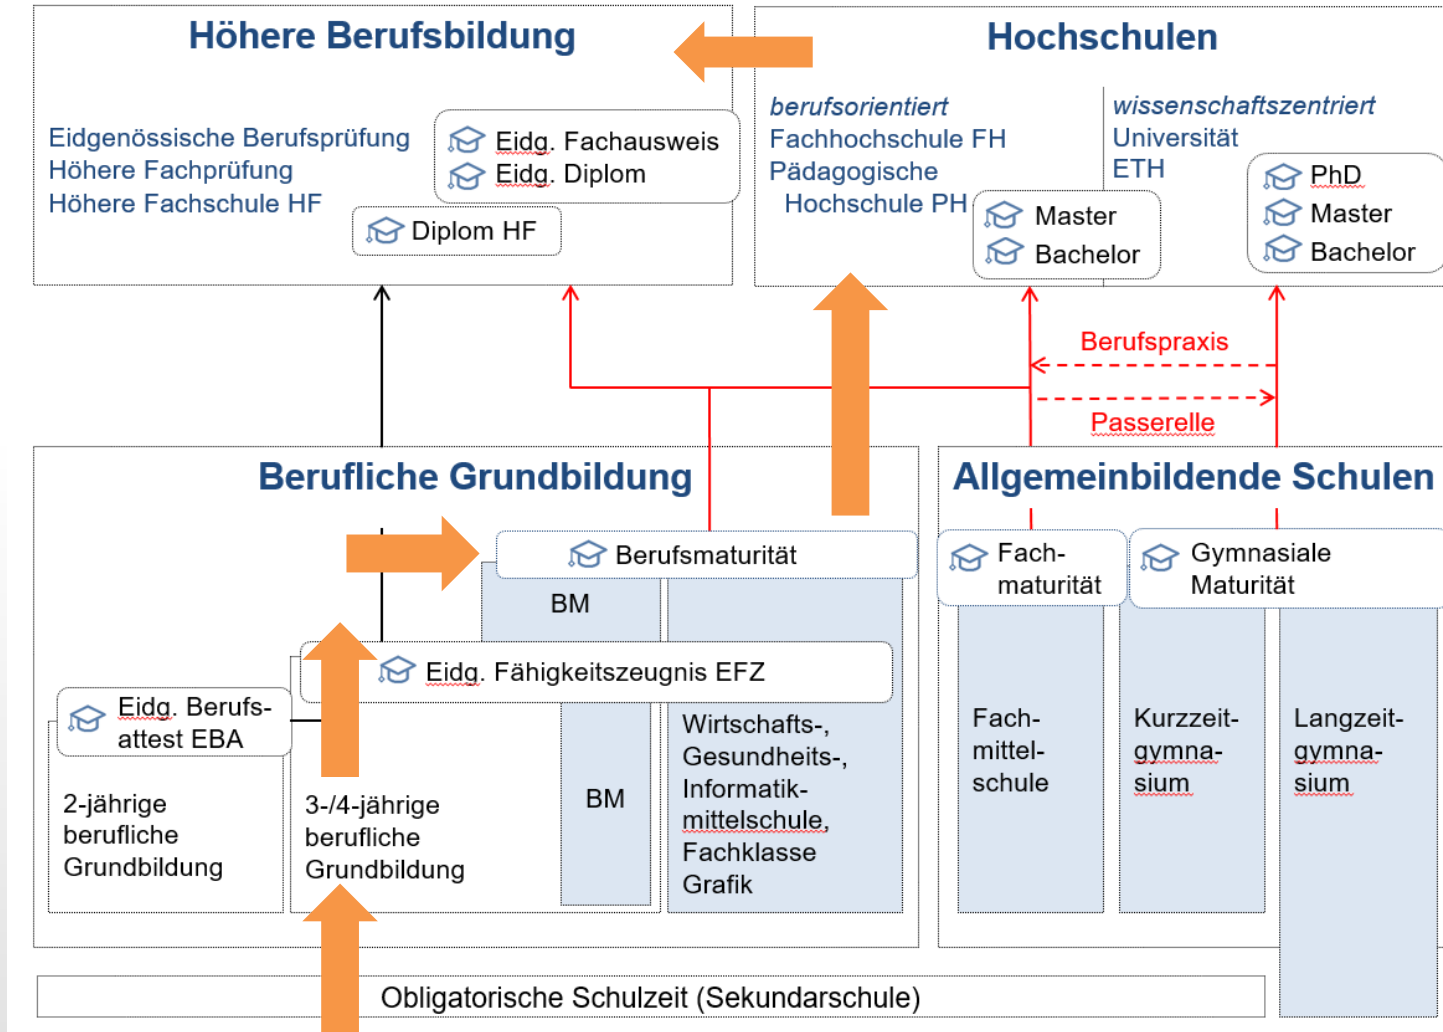 Höhere Berufsbildung
Eidgenössische Berufsprüfung
Höhere Fachprüfung
Höhere Fachschule HF
Eidg. Fachausweis
Eidg. Diplom
Diplom HF
Hochschulen
berufsorientiert
Fachhochschule FH
Pädagogische
Hochschule PH
Master
Bachelor
wissenschaftszentriert
Universität
ETH
PhD
Master
Bachelor
Berufspraxis
Passerelle
Berufliche Grundbildung
Berufsmaturität
BM
Eidg. Fähigkeitszeugnis EFZ
Eidg. Berufs-
attest EBA
2-jährige
berufliche
Grundbildung
3-/4-jährige
berufliche
Grundbildung
BM
Wirtschafts-,
Gesundheits-,
Informatik-
mittelschule,
Fachklasse
Grafik
Allgemeinbildende Schulen
Fach-
maturität
Gymnasiale
Maturität
Fach-
mittel-
schule
Kurzzeit-
gymna-
sium
Langzeit-
gymna-
sium
Obligatorische Schulzeit (Sekundarschule)